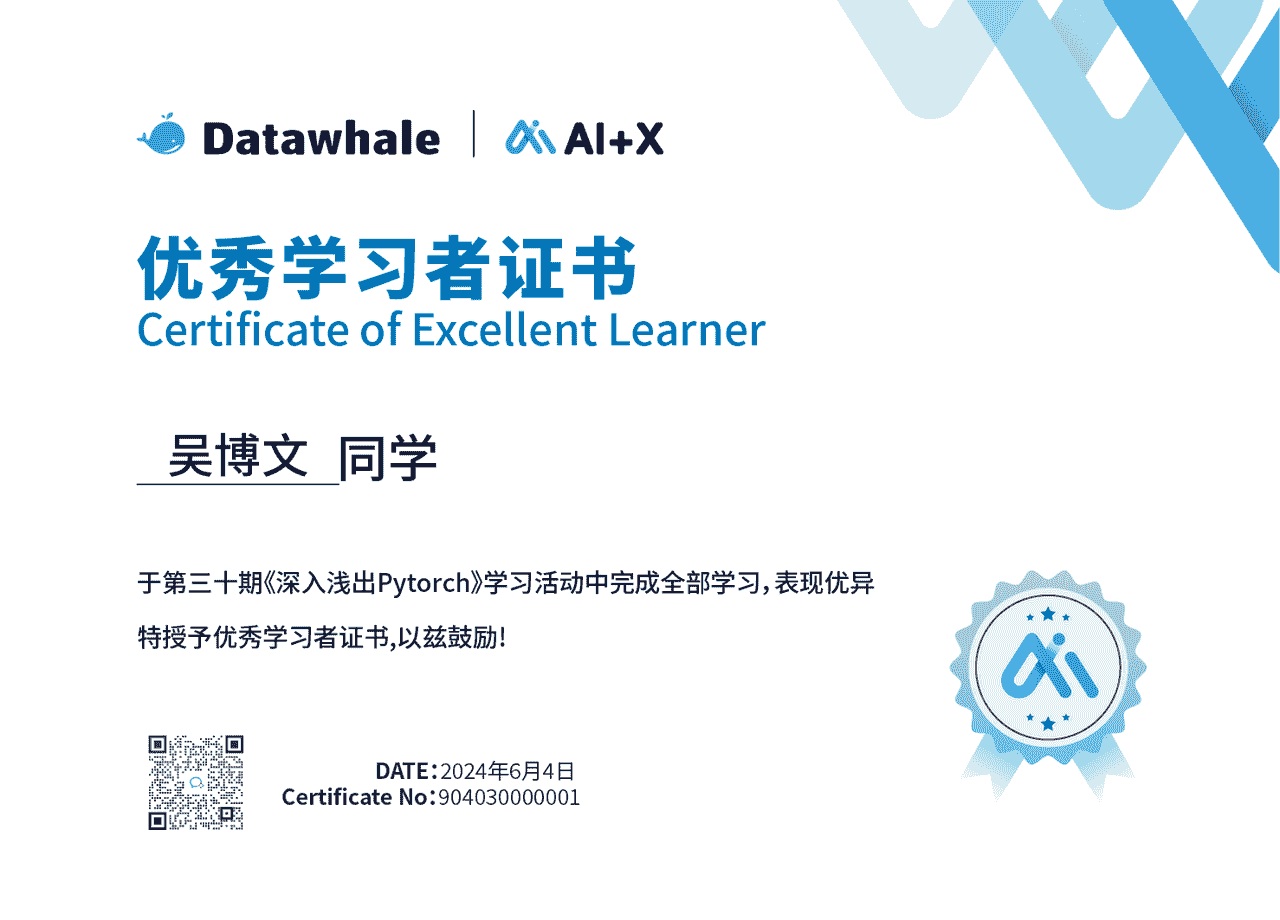 Datawhale | AI+X
优秀学习者证书
Certificate of Excellent Learner
吴博文 同学
于第三十期《深入浅出Pytorch》学习活动中完成全部学习，表现优异
特授予优秀学习者证书,以兹鼓励!
DATE：2024年6月4日
Certificate No：904030000001